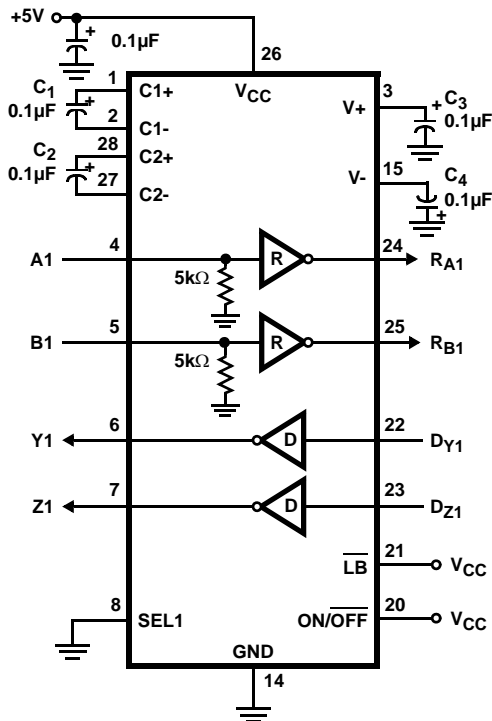 +5V
+
0.1µF
26
1
C1
0.1µF
+
C1+
VCC
3
V+
+
C3
0.1µF
2
C1-
28
C2
0.1µF
+
C2+
27
C2-
15
V-
C4
0.1µF
+
A1
4
5kΩ
R
24
RA1
B1
5
5kΩ
R
25
RB1
Y1
6
D
22
DY1
Z1
7
D
23
DZ1
LB
21
VCC
8
SEL1
ON/OFF
20
VCC
GND
14